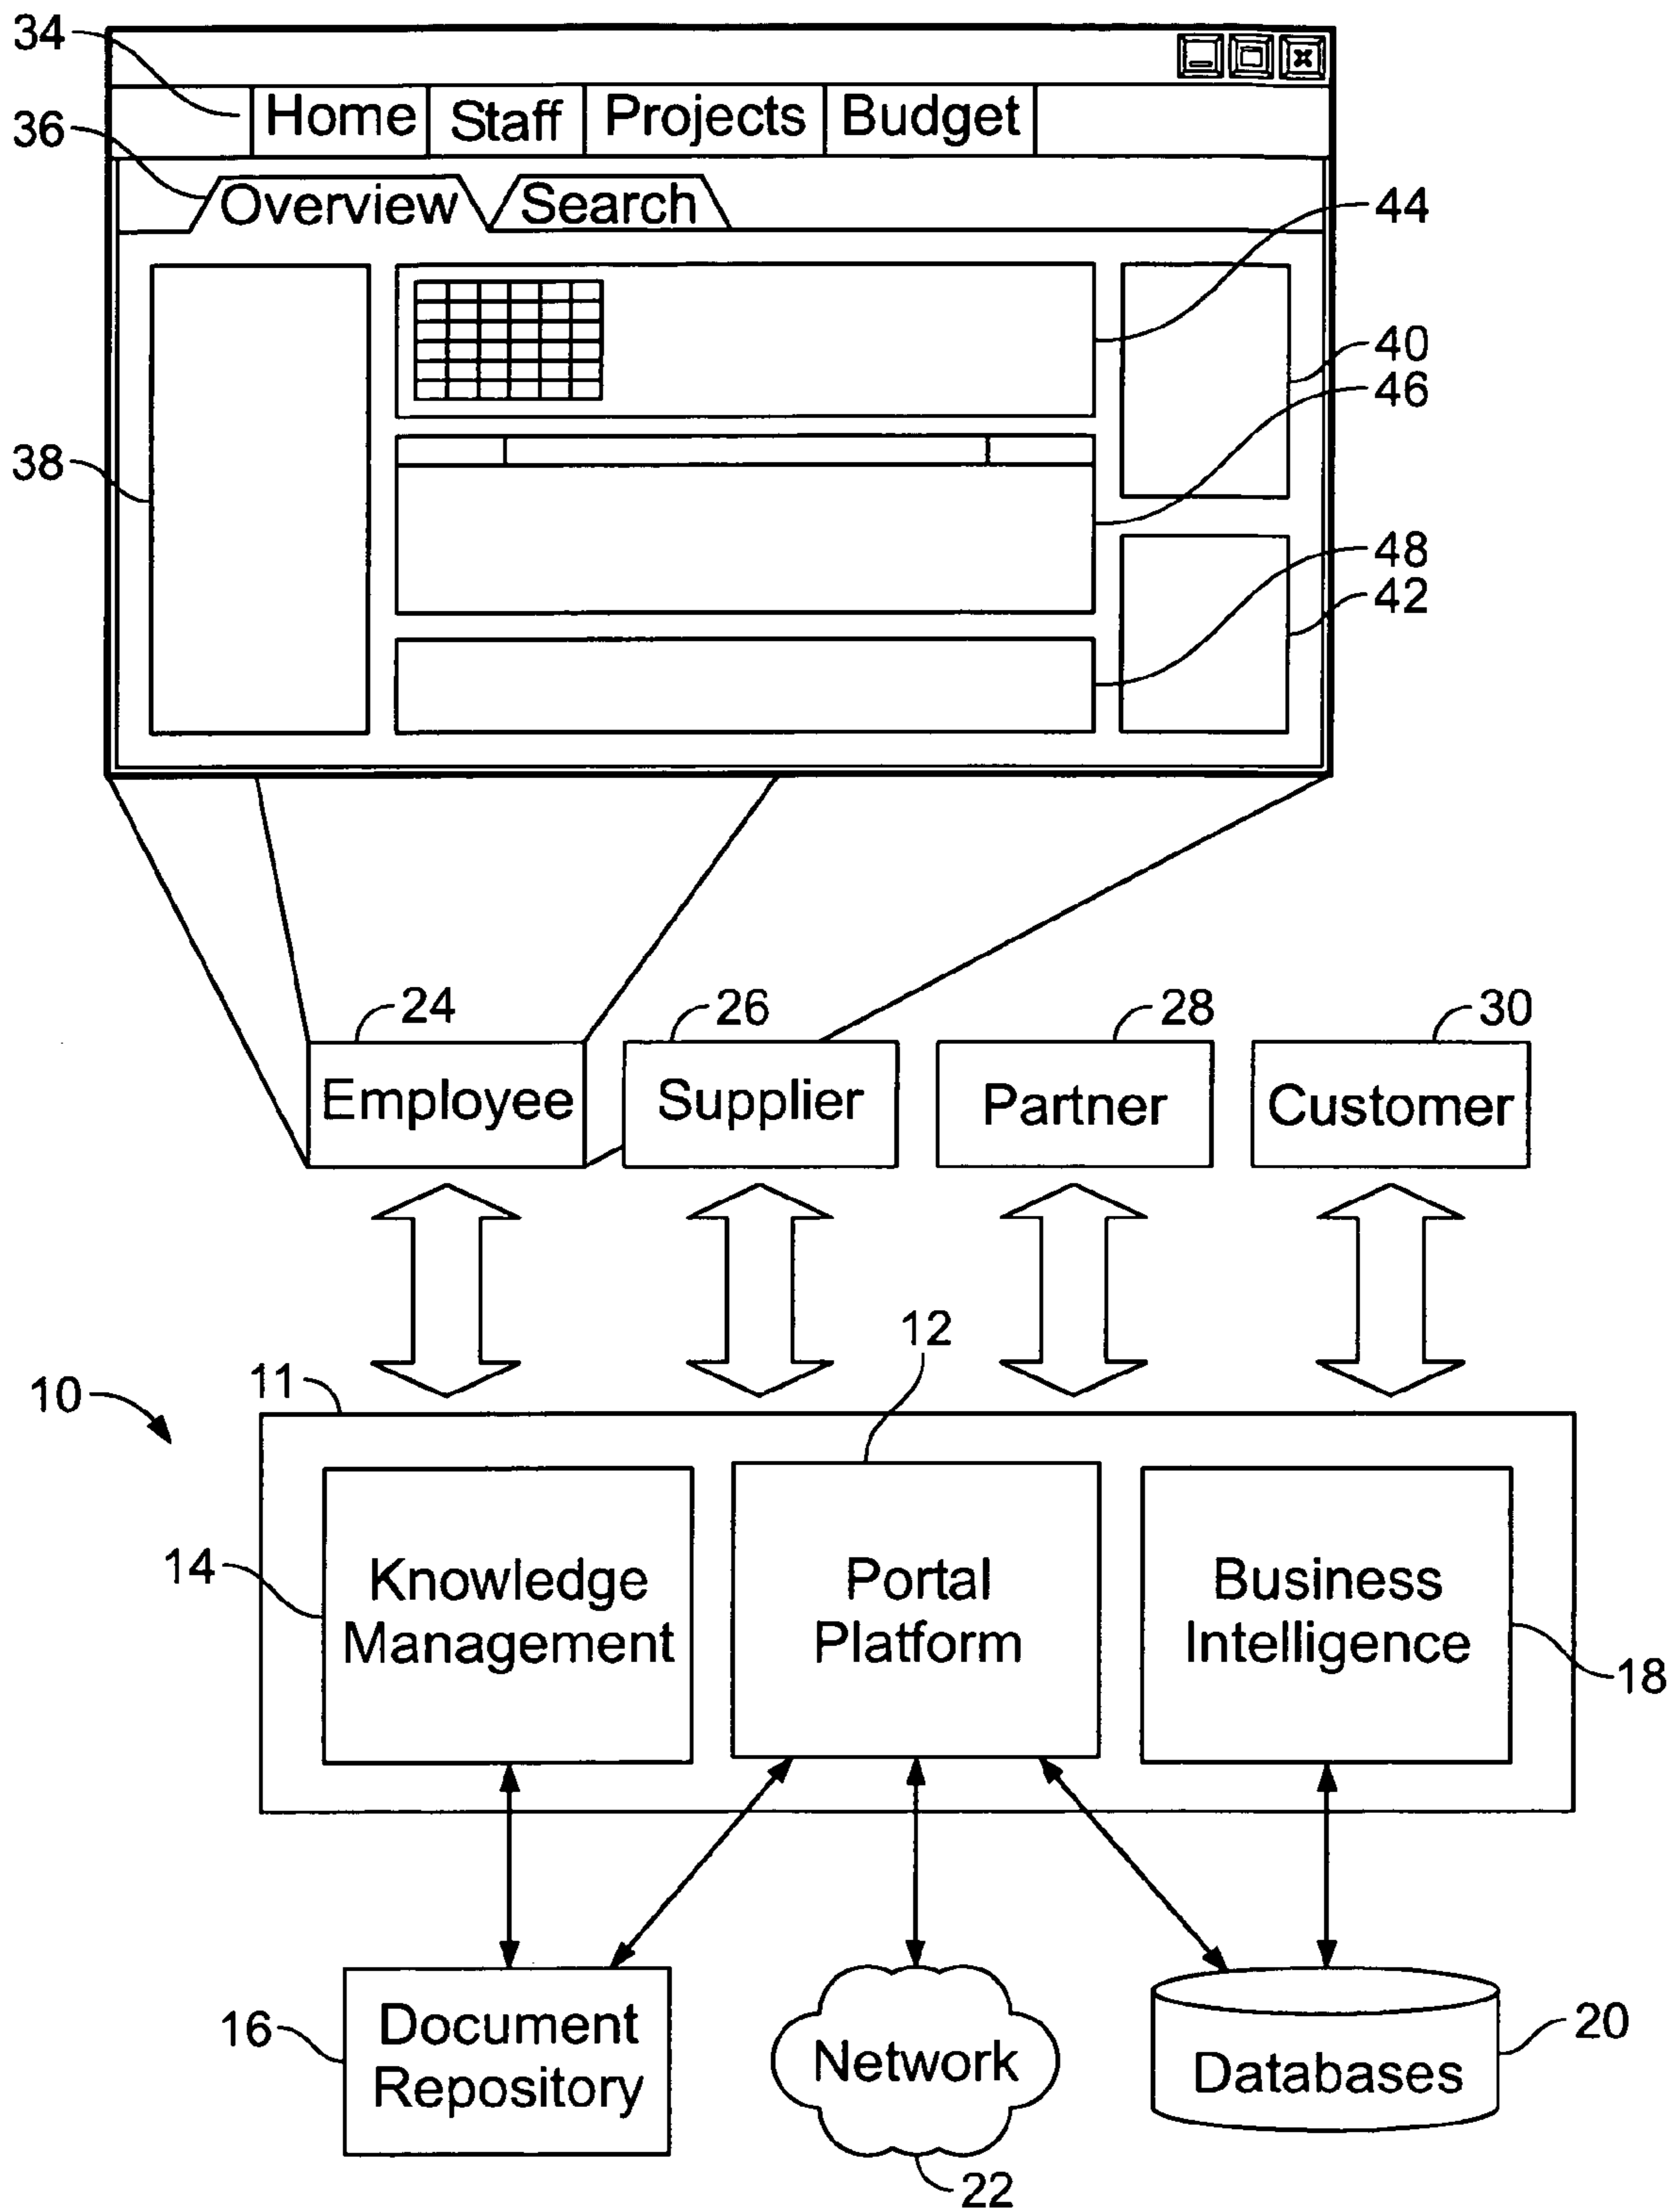 34
Home Staff Projects Budget
36
Overview Search
44
40
46
38
48
42
24 26 28 30
Employee Supplier Partner Customer
12
11
10
Knowledge Management
Portal Platform
Business Intelligence
14
18
Document Repository
Network
Databases
16
20
22